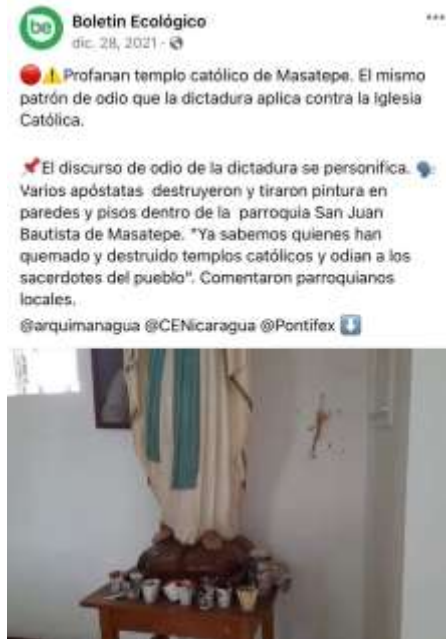 be
Boletin Ecológico
dic. 28, 2021 ·
Profanan templo católico de Masatepe. El mismo
patrón de odio que la dictadura aplica contra la Iglesia
Católica.
El discurso de odio de la dictadura se personifica.
Varios apóstatas destruyeron y tiraron pintura en
paredes y pisos dentro de la parroquia San Juan
Bautista de Masatepe. "Ya sabemos quienes han
quemado y destruido templos católicos y odian a los
sacerdotes del pueblo". Comentaron parroquianos
locales.
@arquimanagua @CENicaragua @Pontifex